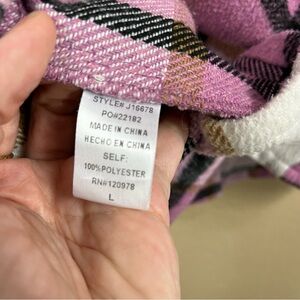 STYLE# J16678
PO#22182
MADE IN CHINA
HECHO EN CHINA
SELF:
100%POLYESTER
RN#120978
L